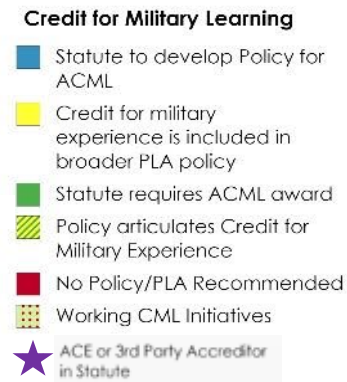 Credit for Military Learning
Statute to develop Policy for
ACML
Credit for military
experience is included in
broader PLA policy
Statute requires ACML award
Policy articulates Credit for
Military Experience
No Policy/PLA Recommended
Working CML Initiatives
ACE or 3rd Party Accreditor
in Statute